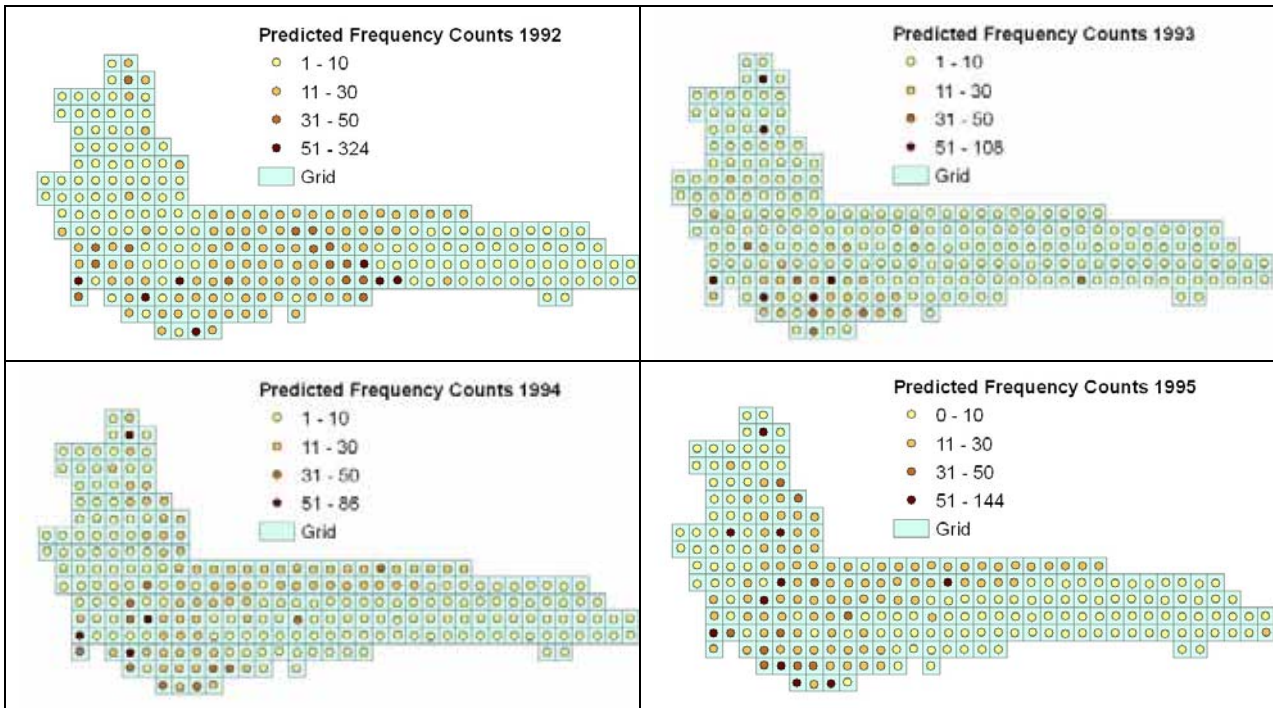 Predicted Frequency Counts 1992
1 - 10
11 - 30
31 - 50
51 - 324
Grid
Predicted Frequency Counts 1993
1 - 10
11 - 30
31 - 50
51 - 108
Grid
Predicted Frequency Counts 1994
1 - 10
11 - 30
31 - 50
51 - 86
Grid
Predicted Frequency Counts 1995
0 - 10
11 - 30
31 - 50
51 - 144
Grid